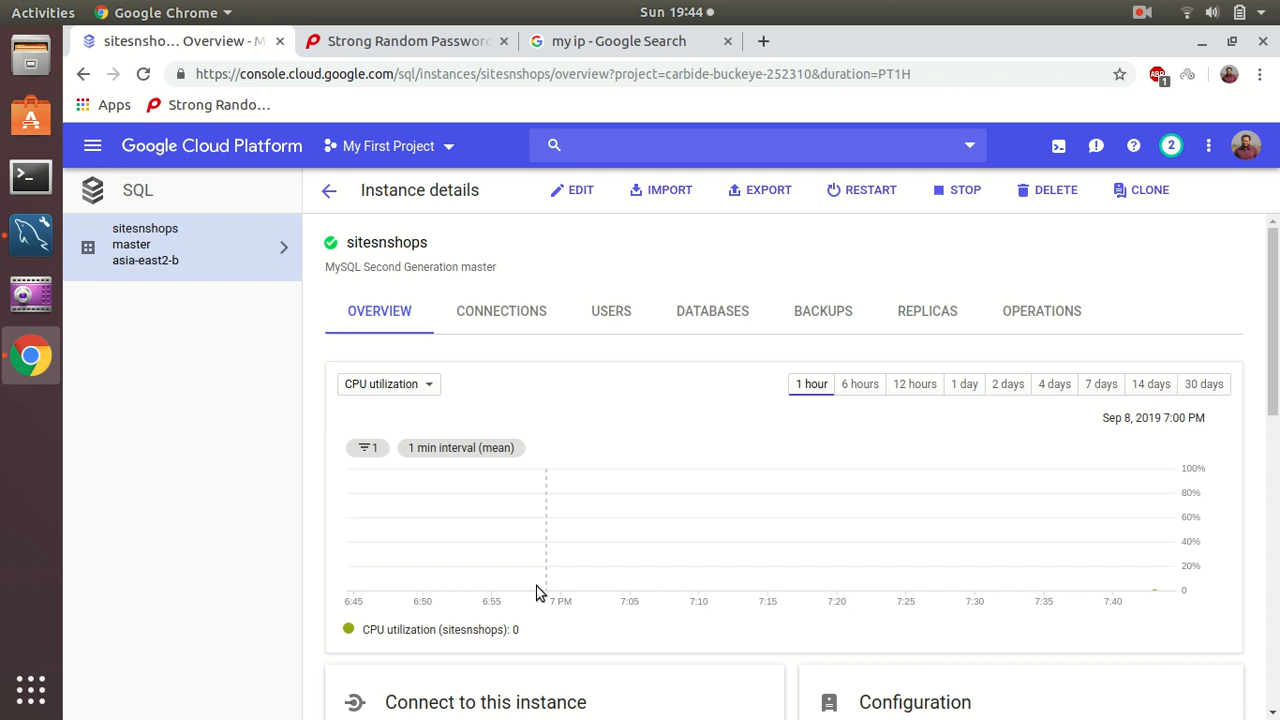 Activities
Google Chrome
Sun 19:44
sitesnsho… Overview - M
Strong Random Password
my ip - Google Search
https://console.cloud.google.com/sql/instances/sitesnshops/overview?project=carbide-buckeye-252310&duration=PT1H
ABP
1
Apps
Strong Rando…
Google Cloud Platform
My First Project
2
SQL
Instance details
EDIT
IMPORT
EXPORT
RESTART
STOP
DELETE
CLONE
sitesnshops
master
asia-east2-b
sitesnshops
MySQL Second Generation master
OVERVIEW
CONNECTIONS
USERS
DATABASES
BACKUPS
REPLICAS
OPERATIONS
CPU utilization
1 hour
6 hours
12 hours
1 day
2 days
4 days
7 days
14 days
30 days
Sep 8, 2019 7:00 PM
1
1 min interval (mean)
100%
80%
60%
40%
20%
0
6:45
6:50
6:55
7 PM
7:05
7:10
7:15
7:20
7:25
7:30
7:35
7:40
CPU utilization (sitesnshops): 0
Connect to this instance
Configuration